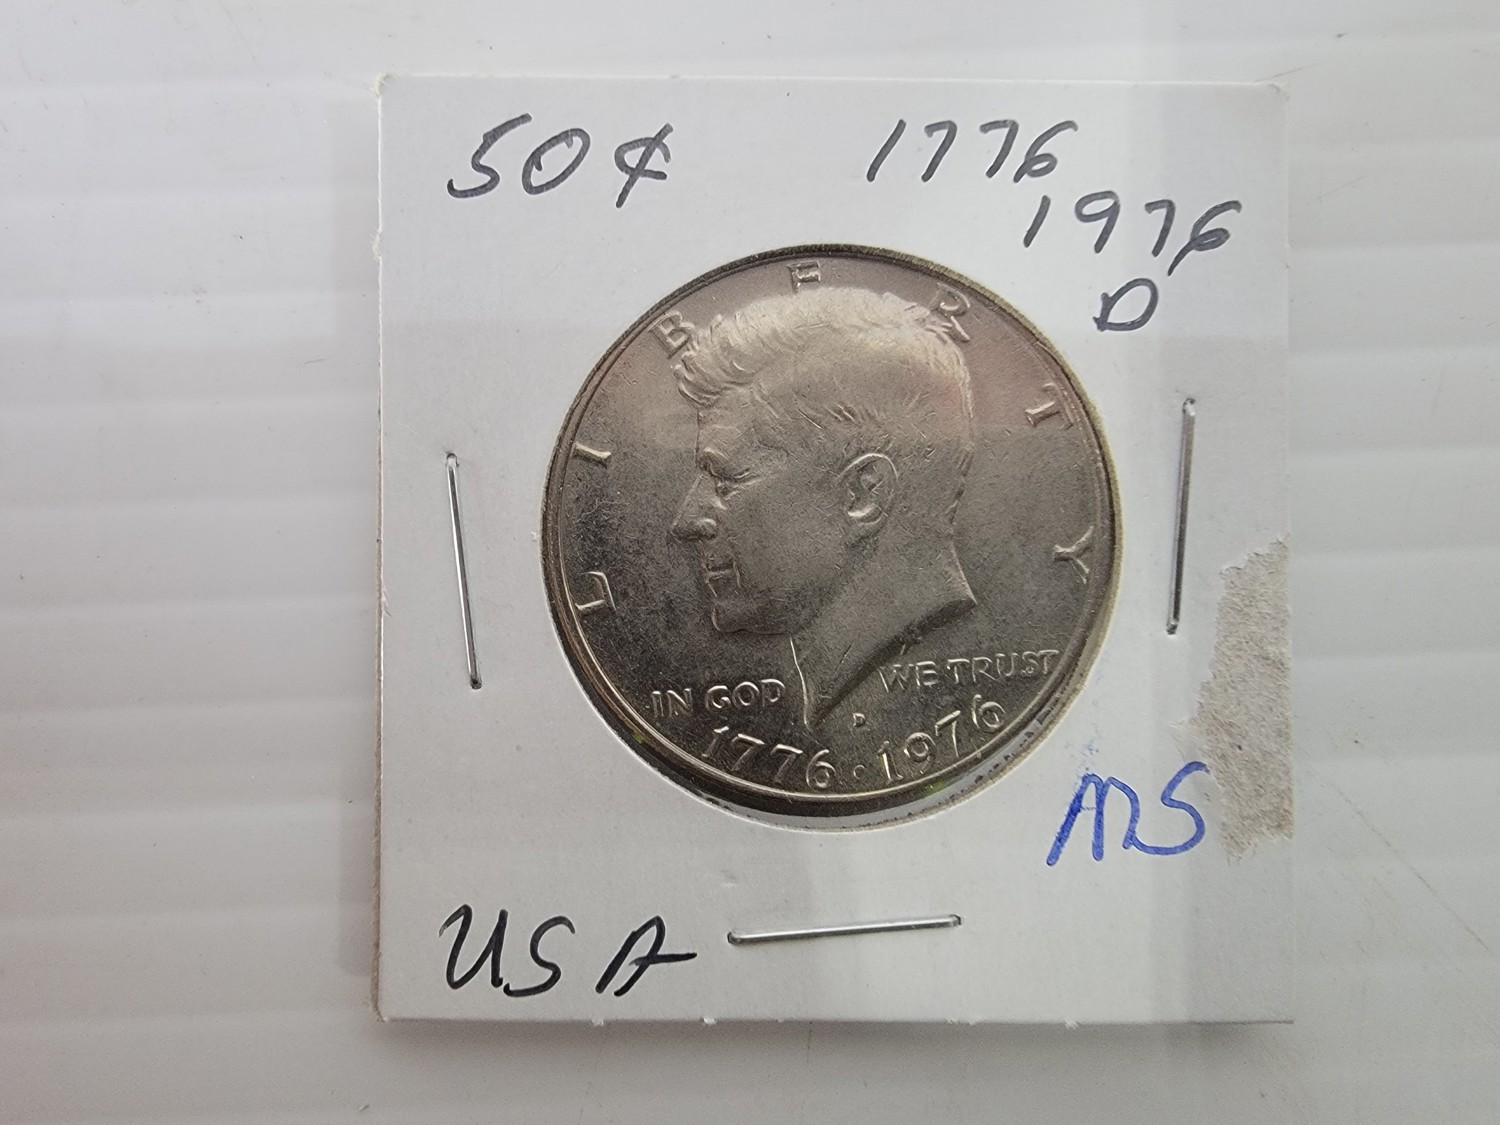 50¢ 1776
1976
D
LIBERTY
IN GOD WE TRUST
D
1776·1976
MS
USA